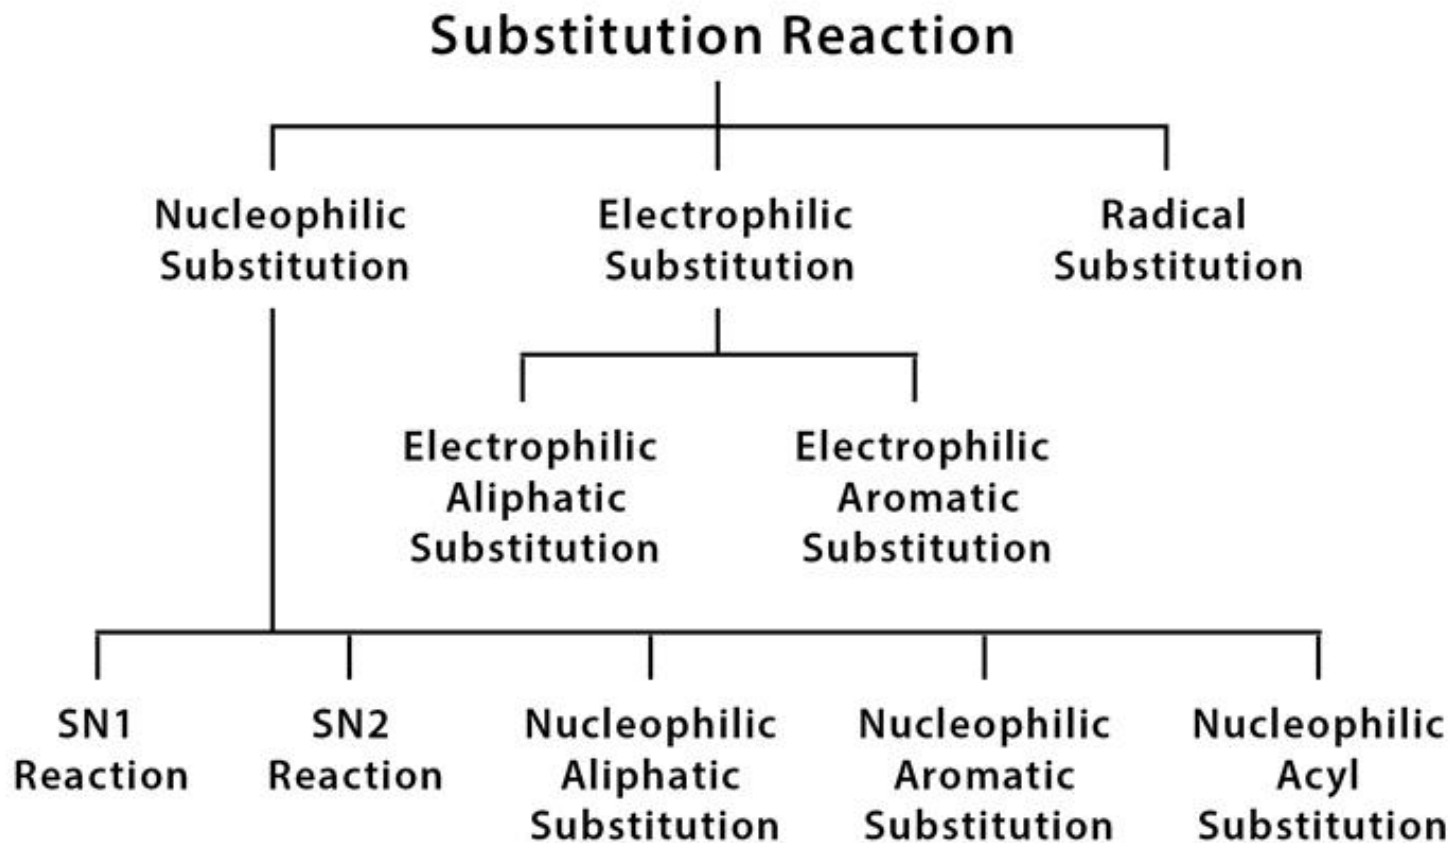 Substitution Reaction
Nucleophilic
Substitution
Electrophilic
Substitution
Radical
Substitution
Electrophilic
Aliphatic
Substitution
Electrophilic
Aromatic
Substitution
SN1
Reaction
SN2
Reaction
Nucleophilic
Aliphatic
Substitution
Nucleophilic
Aromatic
Substitution
Nucleophilic
Acyl
Substitution